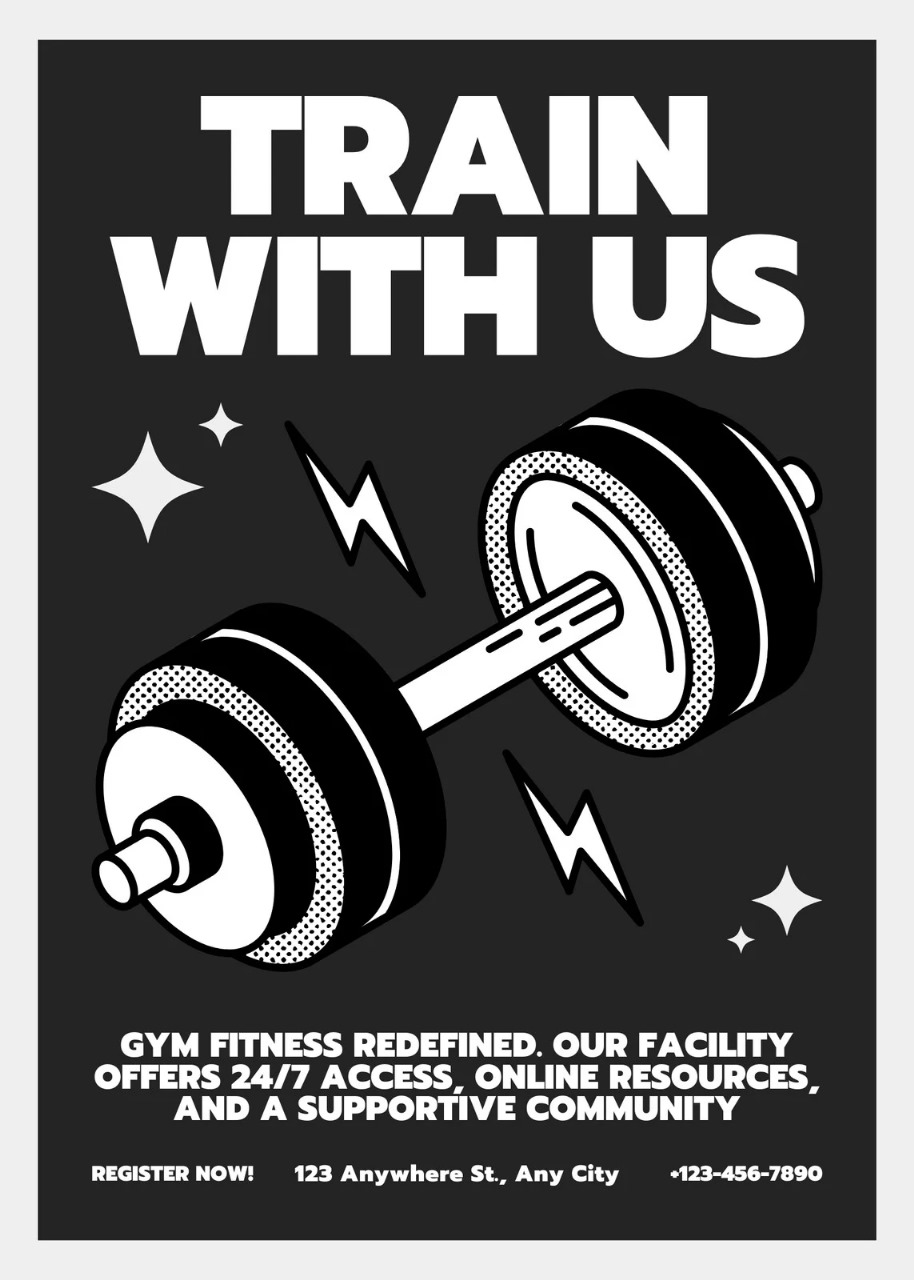 TRAIN
WITH US
GYM FITNESS REDEFINED. OUR FACILITY
OFFERS 24/7 ACCESS, ONLINE RESOURCES,
AND A SUPPORTIVE COMMUNITY
REGISTER NOW! 123 Anywhere St., Any City +123-456-7890